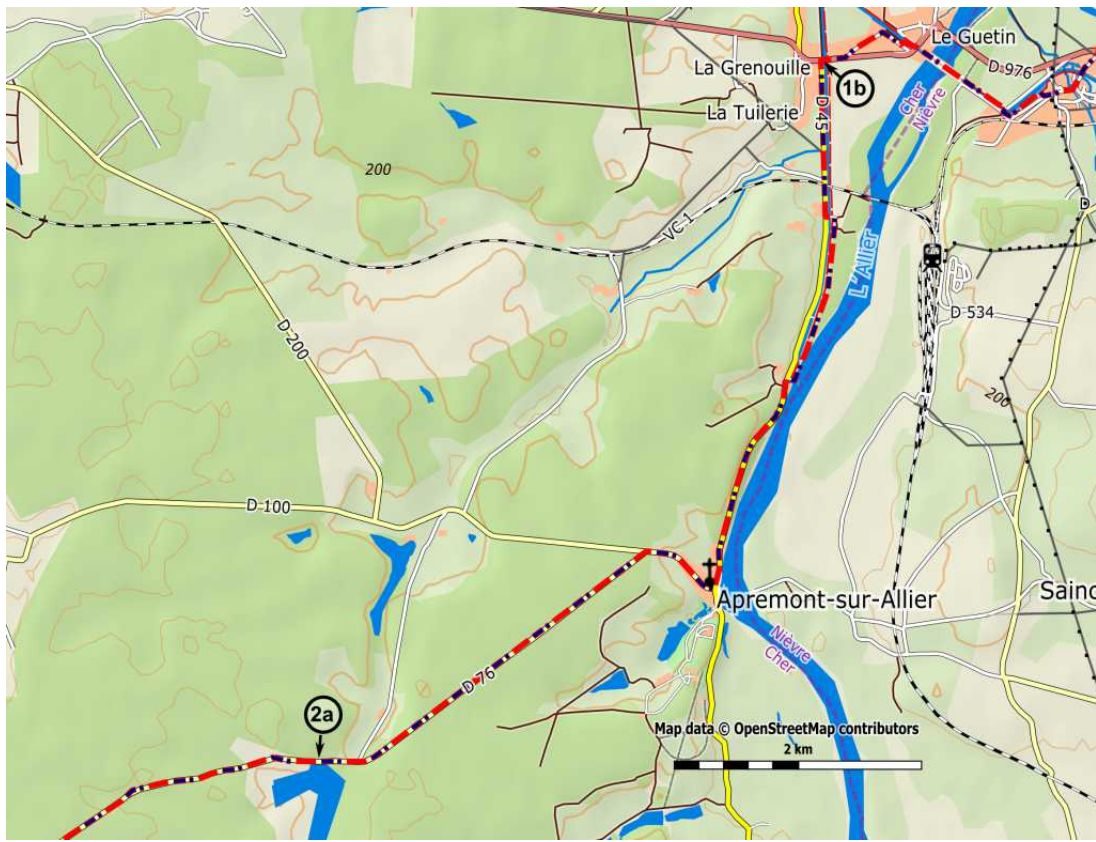 Le Guetin
La Grenouille
D 976
1b
Cher
Nièvre
La Tuilerie
D 45
200
VC 1
L'Allier
D
D 200
D 534
200
D 100
Apremont-sur-Allier
Sainc
Nièvre
Cher
D 76
2a
Map data © OpenStreetMap contributors
2 km